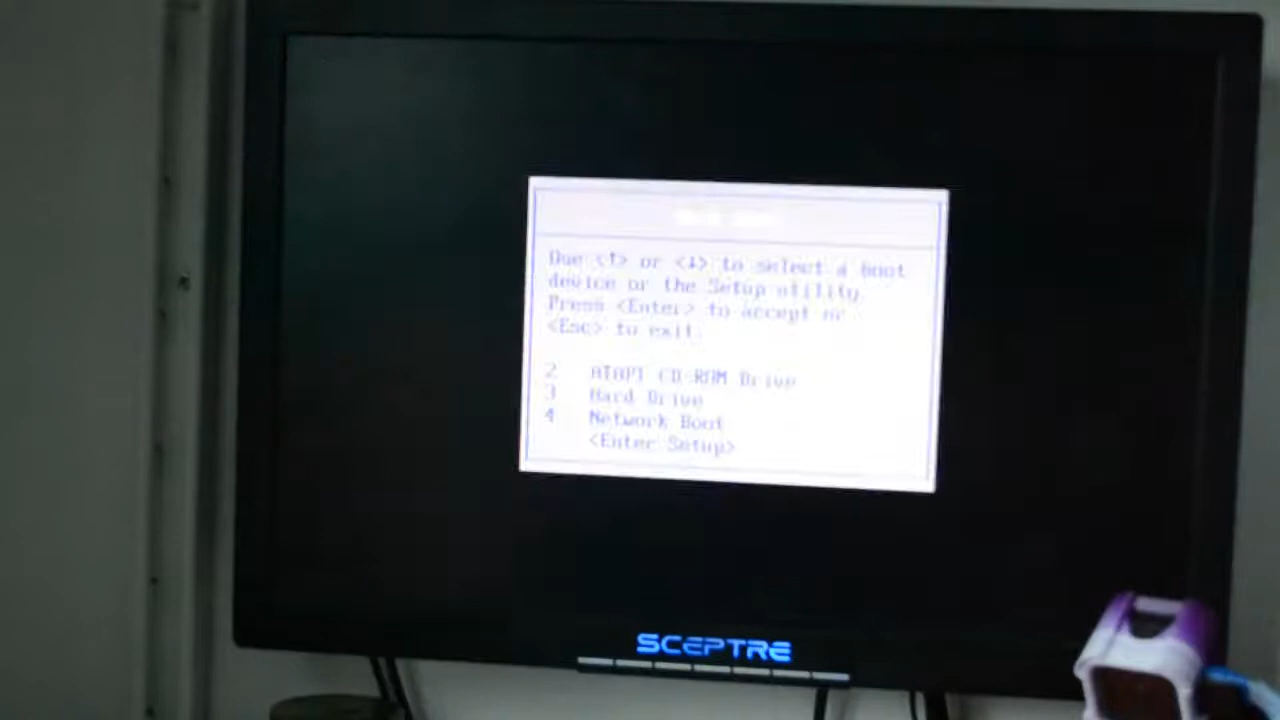 Use <↑> or <↓> to select a boot
device or the Setup utility.
Press <Enter> to accept or
<Esc> to exit.
2 ATAPI CD-ROM Drive
3 Hard Drive
4 Network Boot
<Enter Setup>
SCEPTRE